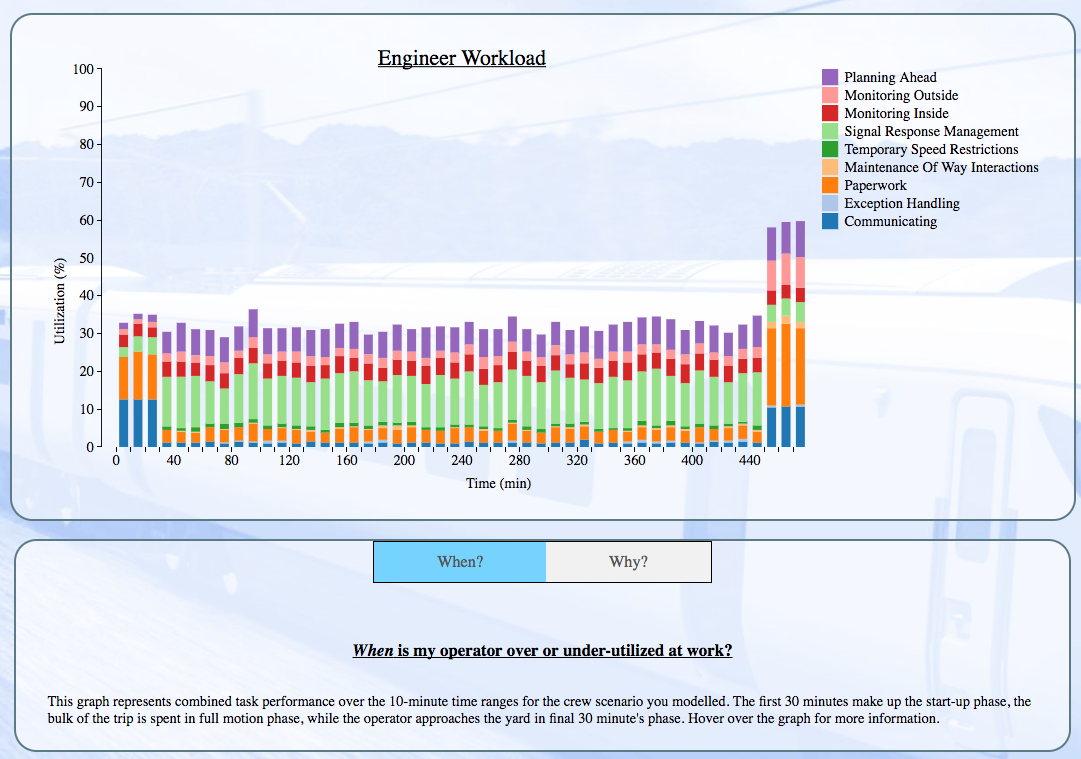 Engineer Workload
100
90
80
70
60
50
40
30
20
10
0
Utilization (%)
0 40 80 120 160 200 240 280 320 360 400 440
Time (min)
Planning Ahead
Monitoring Outside
Monitoring Inside
Signal Response Management
Temporary Speed Restrictions
Maintenance Of Way Interactions
Paperwork
Exception Handling
Communicating
When? Why?
When is my operator over or under-utilized at work?
This graph represents combined task performance over the 10-minute time ranges for the crew scenario you modelled. The first 30 minutes make up the start-up phase, the
bulk of the trip is spent in full motion phase, while the operator approaches the yard in final 30 minute's phase. Hover over the graph for more information.